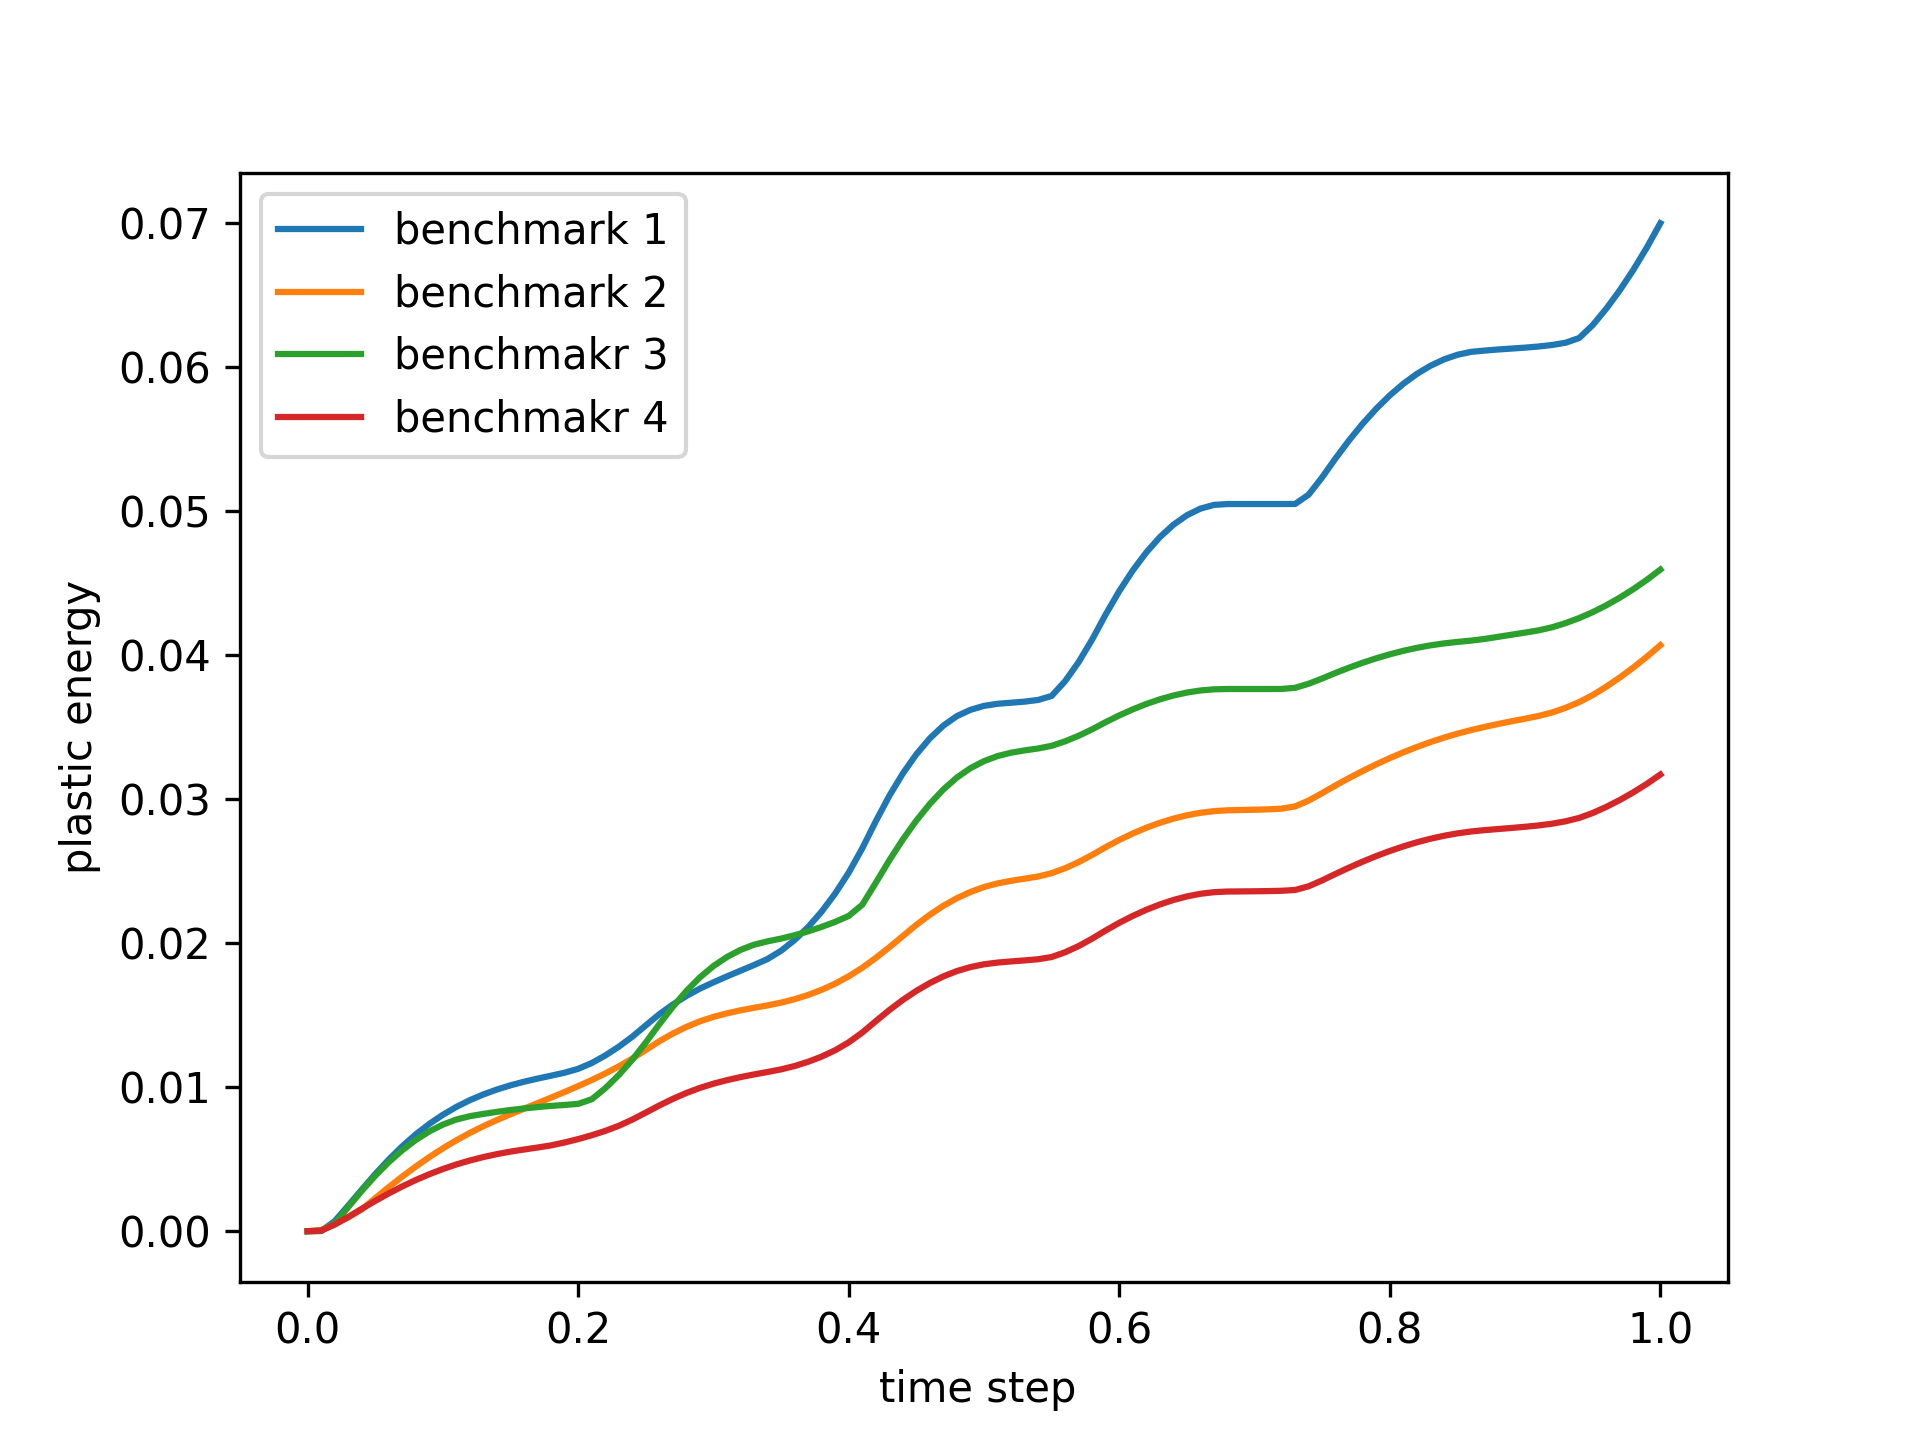 benchmark 1
benchmark 2
benchmakr 3
benchmakr 4
0.07
0.06
0.05
0.04
0.03
0.02
0.01
0.00
plastic energy
0.0 0.2 0.4 0.6 0.8 1.0
time step